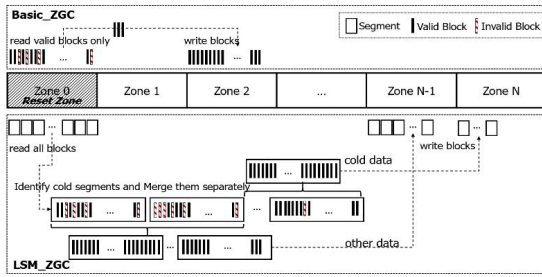 Basic_ZGC
Segment Valid Block Invalid Block
read valid blocks only
write blocks
...
...
Zone 0
Reset Zone
Zone 1
Zone 2
...
Zone N-1
Zone N
...
...
...
read all blocks
write blocks
...
cold data
Identify cold segments and Merge them separately
...
...
...
...
...
...
...
other data
LSM_ZGC